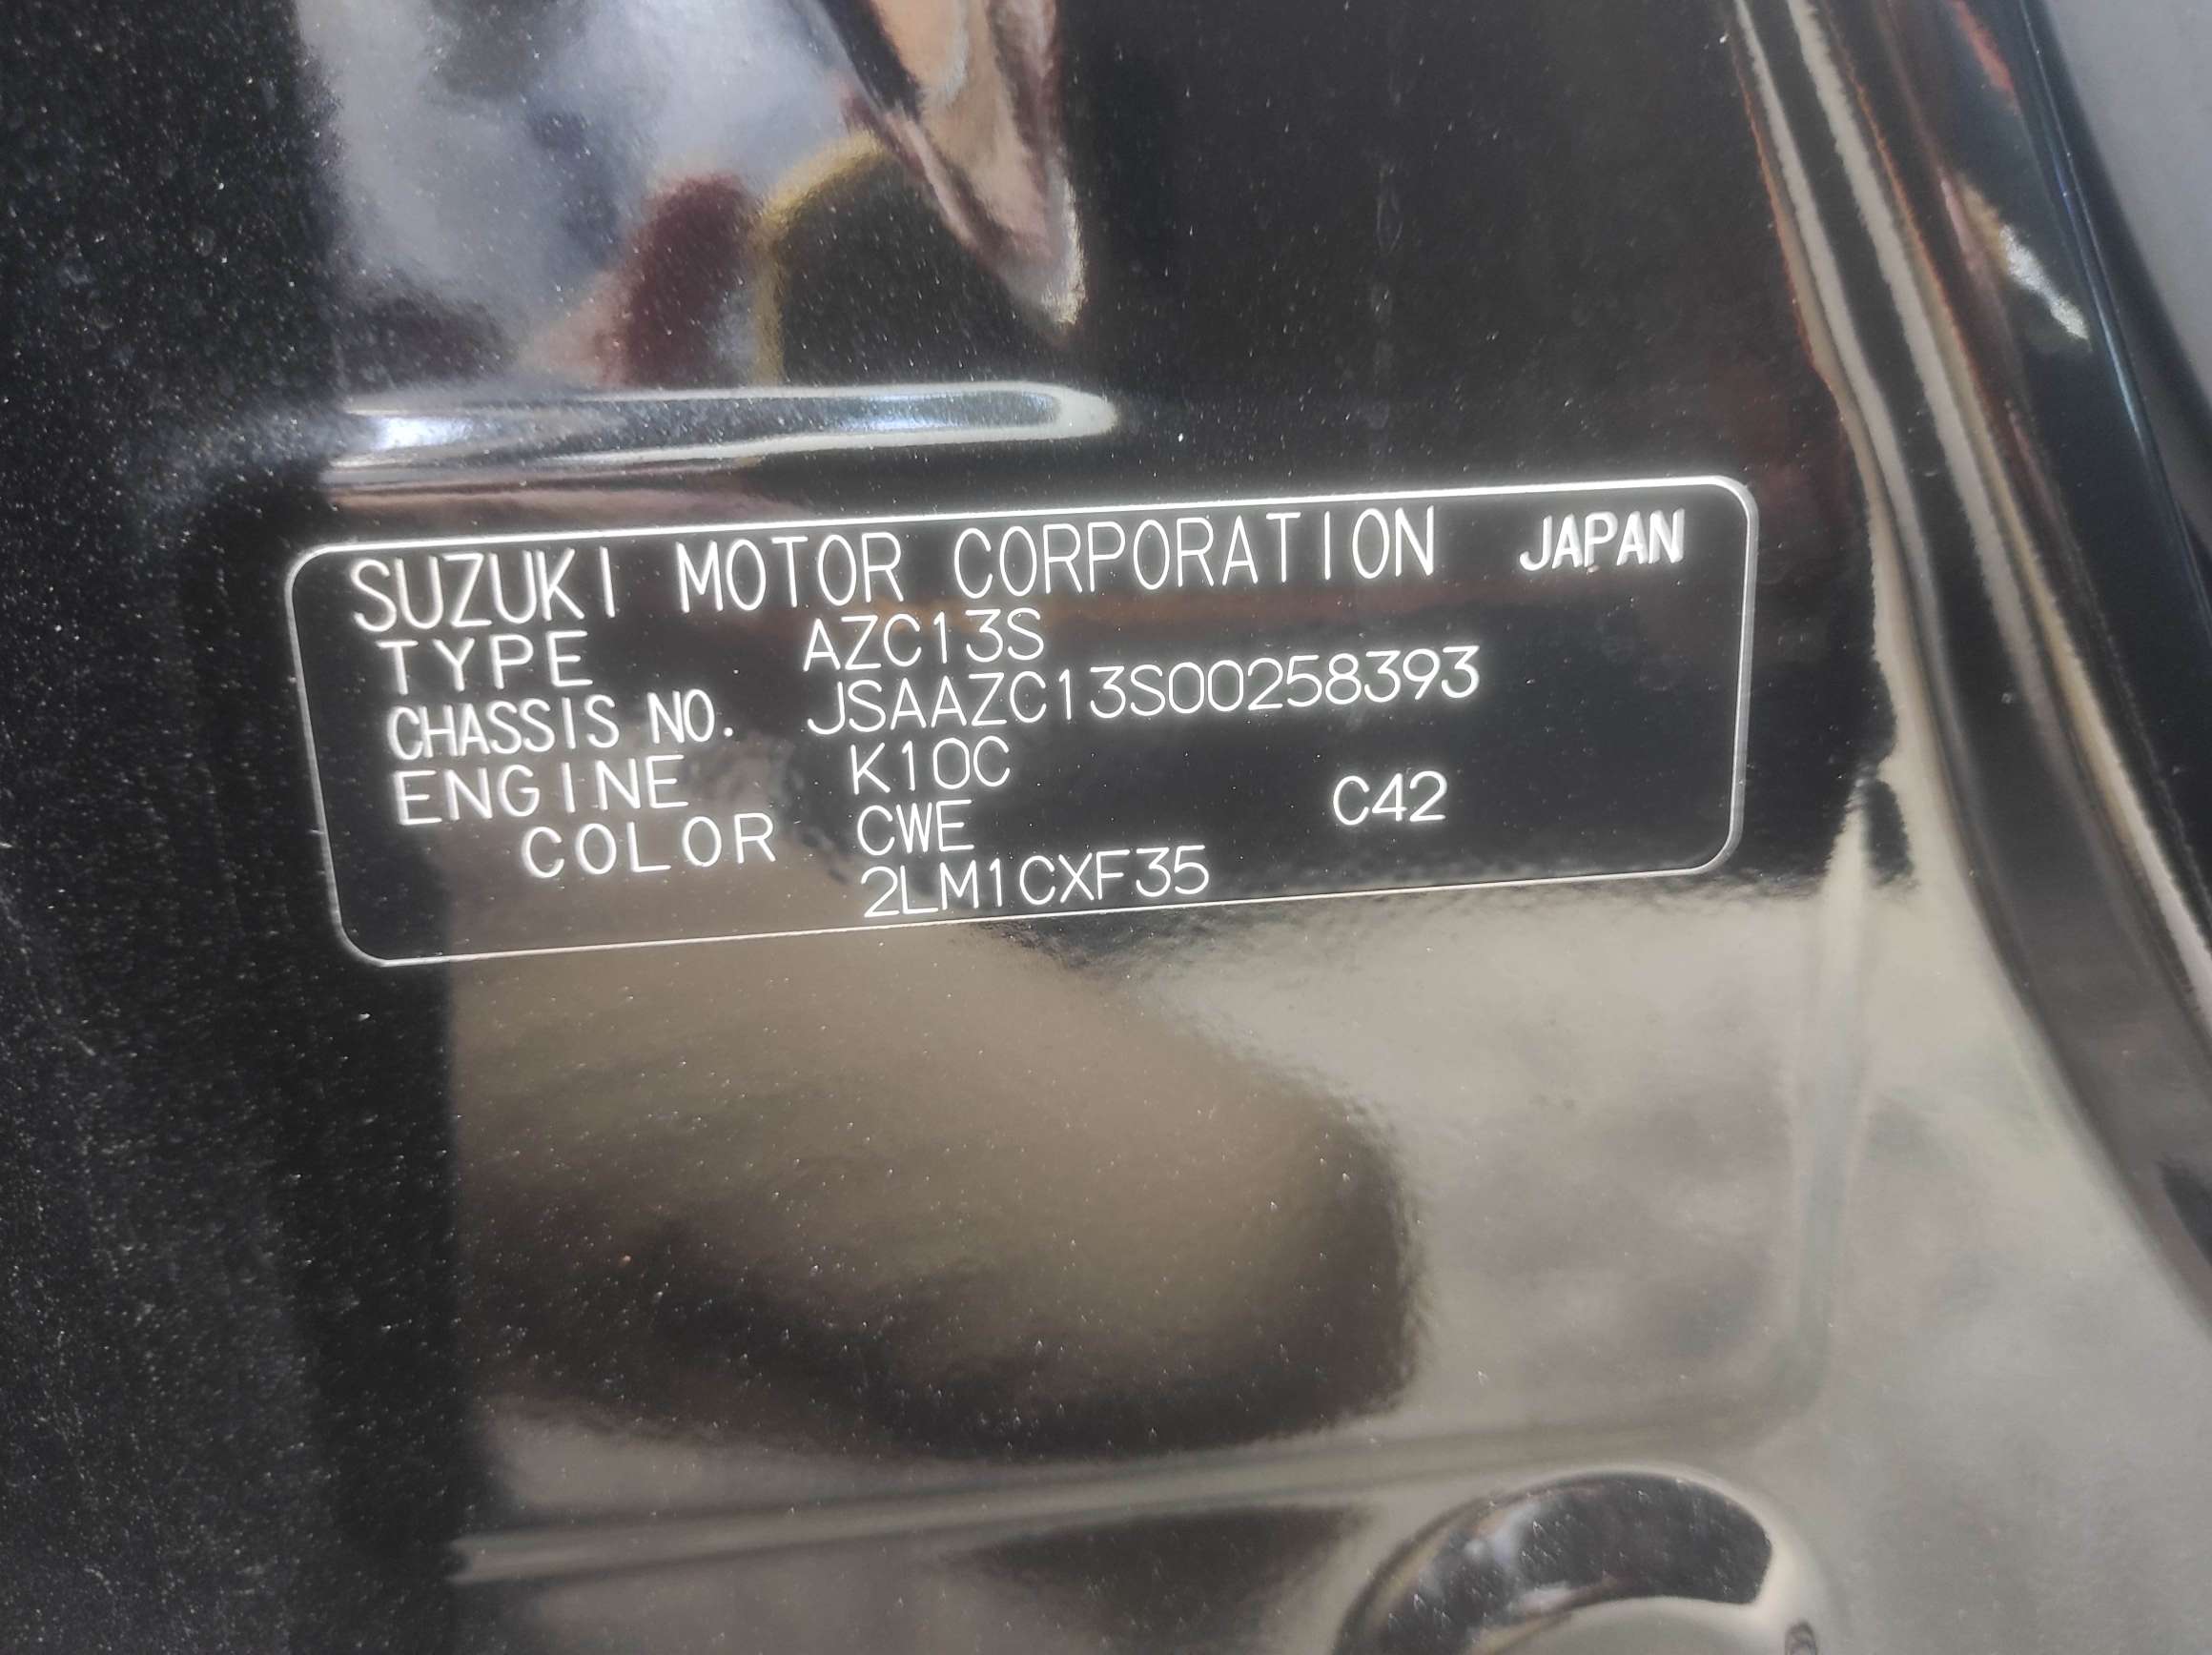 SUZUKI MOTOR CORPORATION JAPAN
TYPE AZC13S
CHASSIS NO. JSAAZC13S00258393
ENGINE K10C
COLOR CWE C42
2LM1CXF35